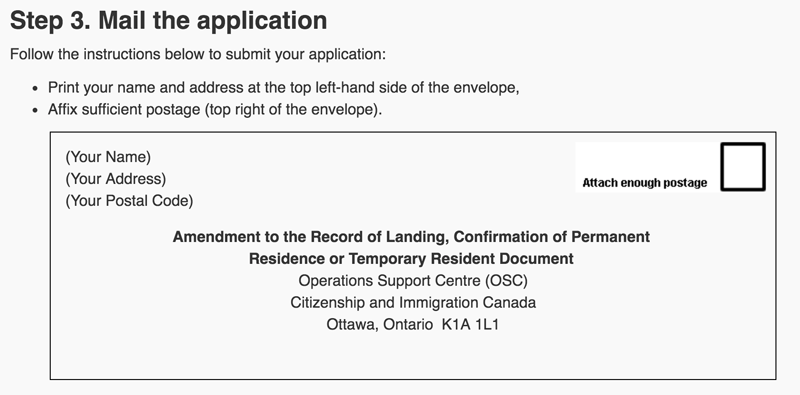 Step 3. Mail the application
Follow the instructions below to submit your application:
• Print your name and address at the top left-hand side of the envelope,
• Affix sufficient postage (top right of the envelope).
(Your Name)
(Your Address)
(Your Postal Code)
Attach enough postage
Amendment to the Record of Landing, Confirmation of Permanent
Residence or Temporary Resident Document
Operations Support Centre (OSC)
Citizenship and Immigration Canada
Ottawa, Ontario  K1A 1L1